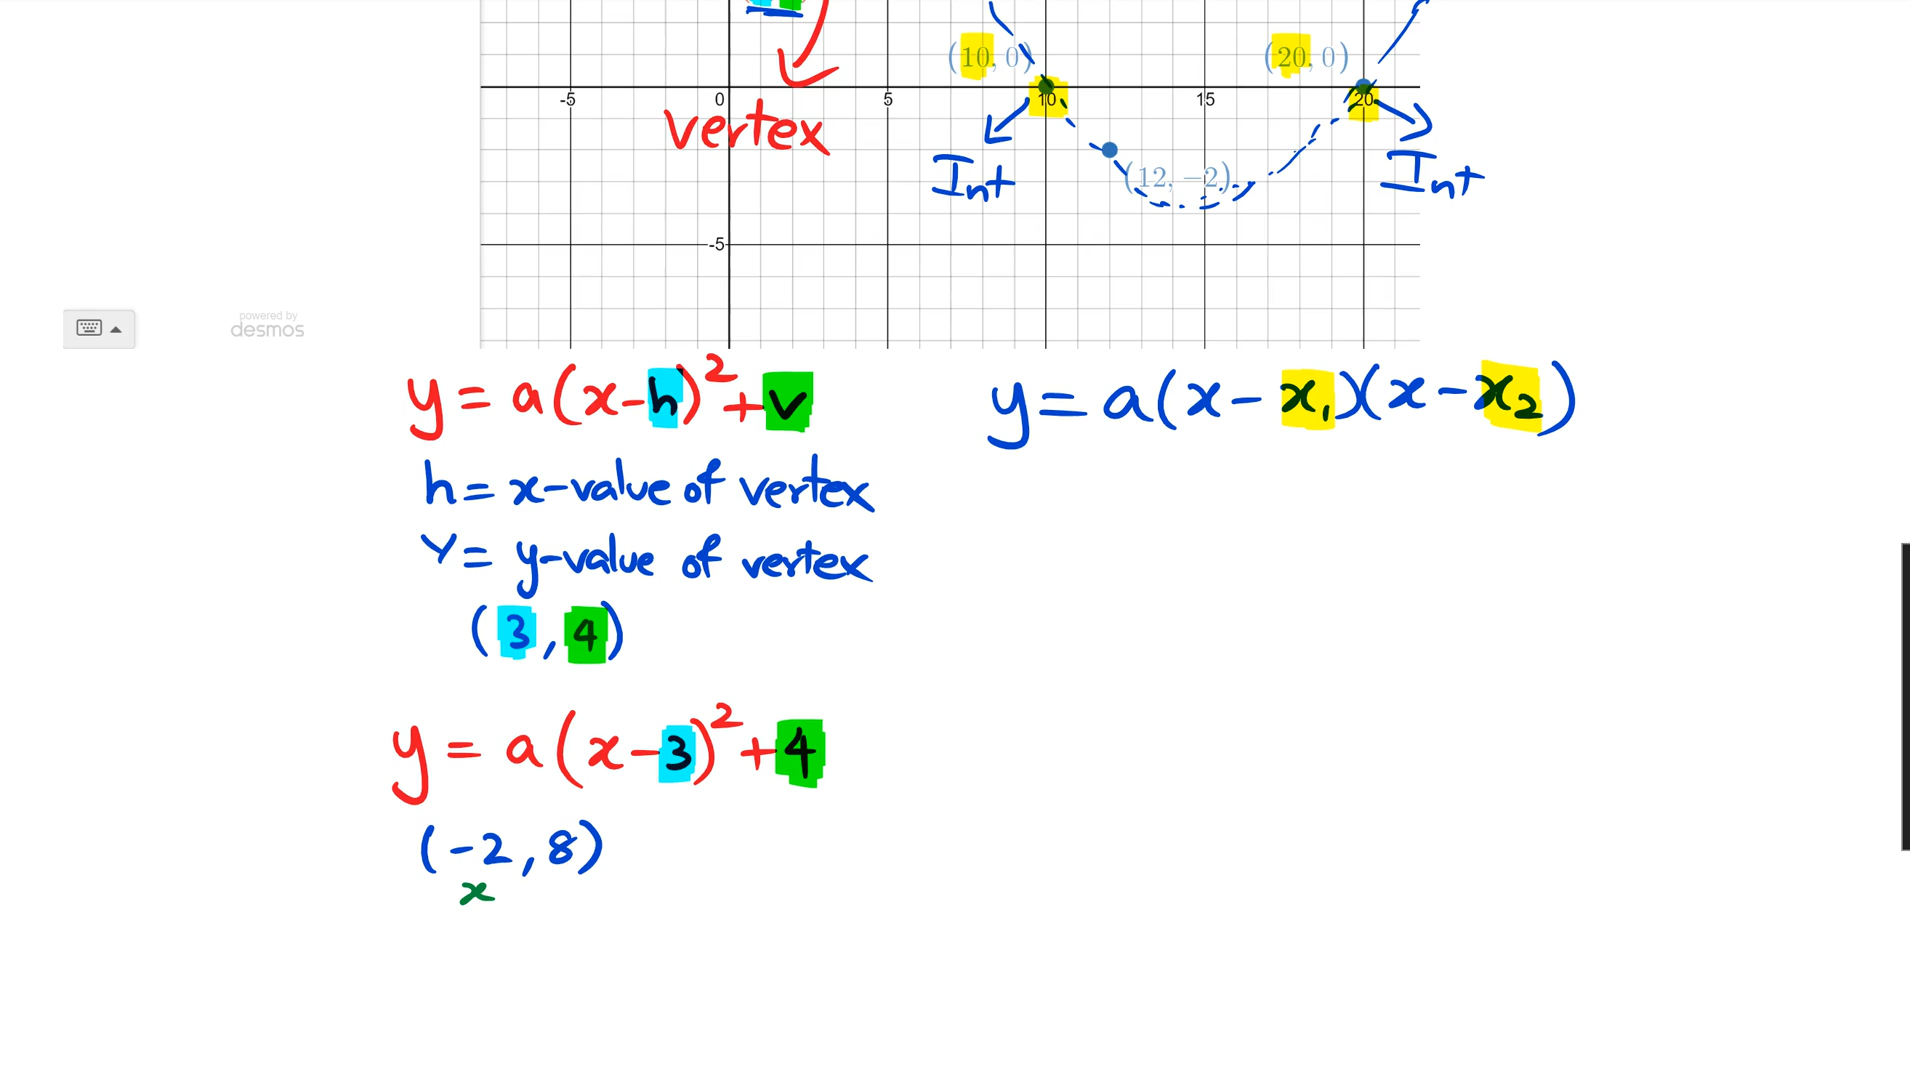 (10, 0)
(20, 0)
-5 0 5 10 15 20
vertex
Int
(12, −2)
Int
-5
powered by
desmos
y = a(x-h)² + v
y = a(x - x₁)(x - x₂)
h = x-value of vertex
v = y-value of vertex
(3, 4)
y = a(x-3)² + 4
(-2, 8)
x